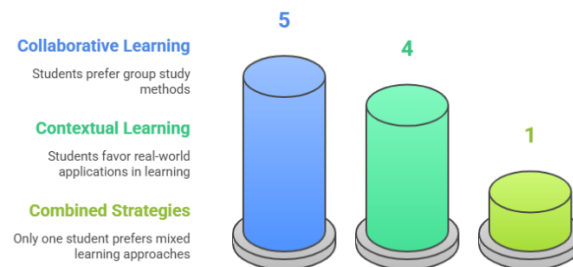 Collaborative Learning
Students prefer group study
methods
Contextual Learning
Students favor real-world
applications in learning
Combined Strategies
Only one student prefers mixed
learning approaches
5
4
1